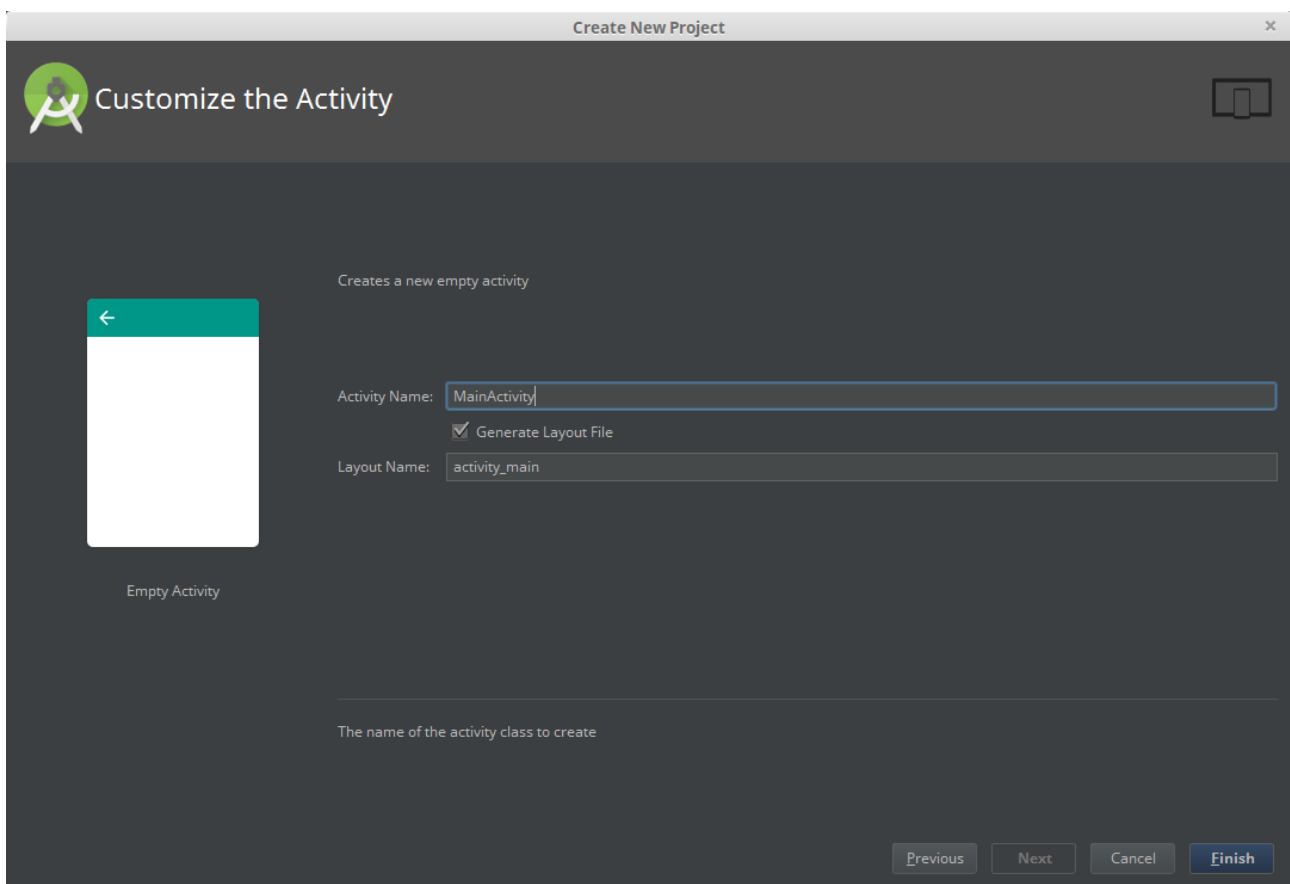 Create New Project
Customize the Activity
Creates a new empty activity
Activity Name: MainActivity
Generate Layout File
Layout Name: activity_main
Empty Activity
The name of the activity class to create
Previous Next Cancel Finish